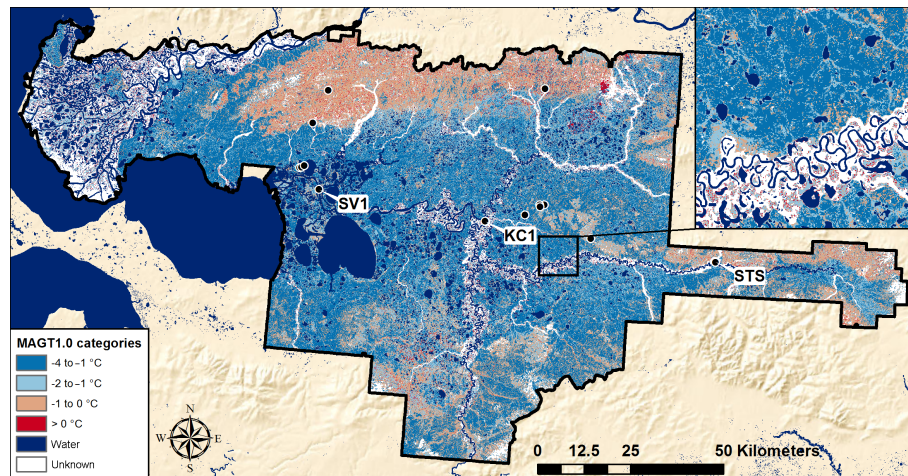 SV1
KC1
STS
MAGT1.0 categories
-4 to –1 °C
-2 to –1 °C
-1 to 0 °C
> 0 °C
Water
Unknown
N
W E
S
0 12.5 25 50 Kilometers